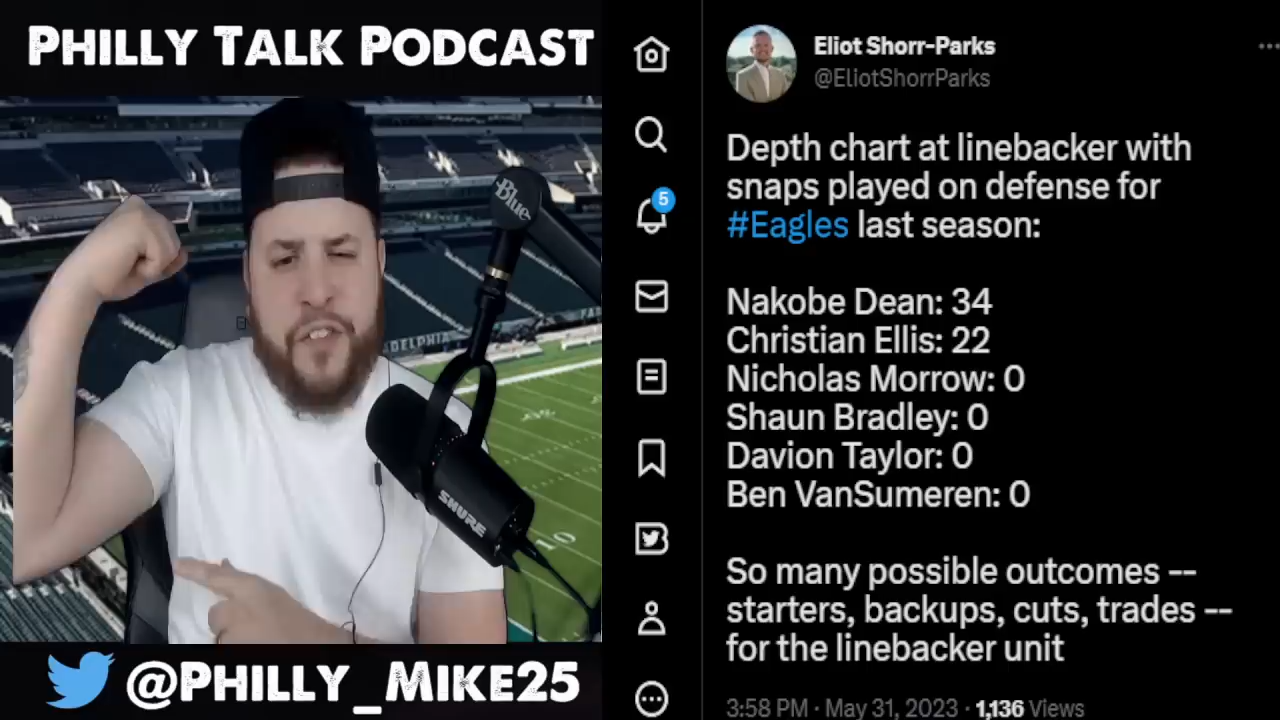 PHILLY TALK PODCAST
Blue
DELPHIA
SHURE
10
@PHILLY_MIKE25
5
Eliot Shorr-Parks
@EliotShorrParks
Depth chart at linebacker with
snaps played on defense for
#Eagles last season:
Nakobe Dean: 34
Christian Ellis: 22
Nicholas Morrow: 0
Shaun Bradley: 0
Davion Taylor: 0
Ben VanSumeren: 0
So many possible outcomes --
starters, backups, cuts, trades --
for the linebacker unit
3:58 PM · May 31, 2023 · 1,136 Views